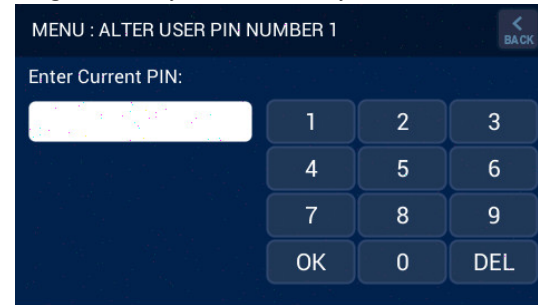 MENU : ALTER USER PIN NUMBER 1
BACK
Enter Current PIN:
1 2 3
4 5 6
7 8 9
OK 0 DEL